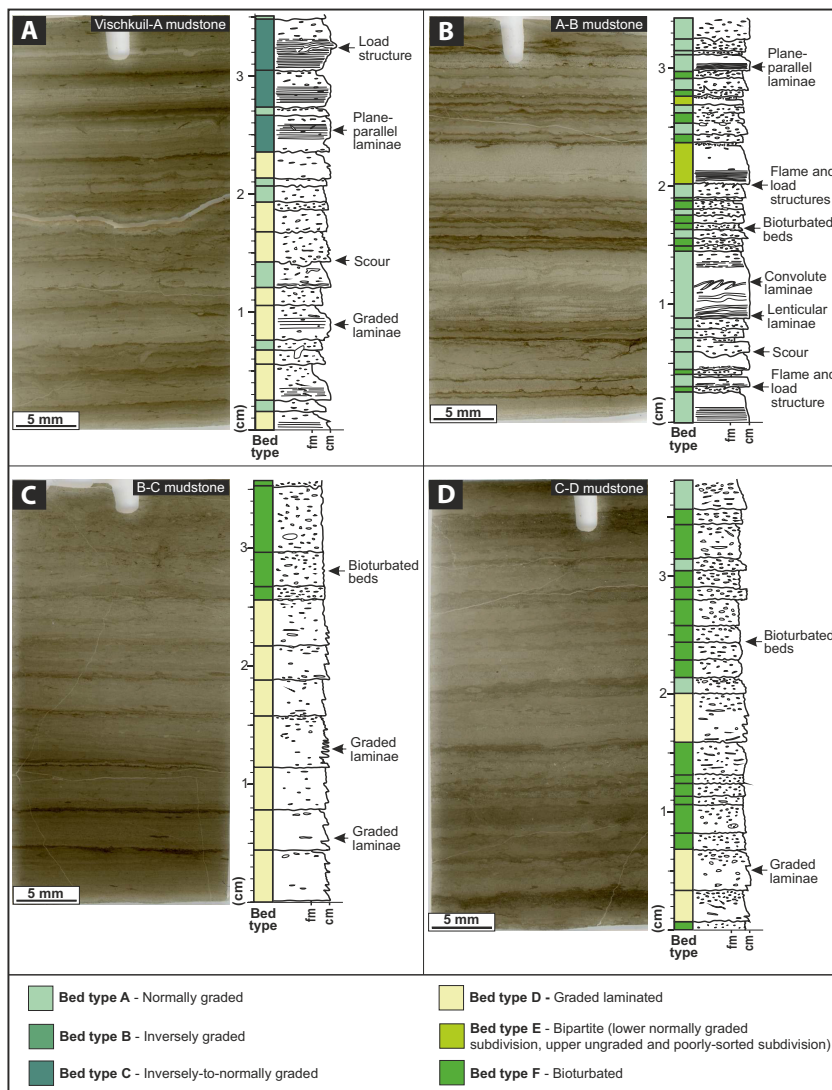 A
Vischkuil-A mudstone
Load
structure
3
Plane-
parallel
laminae
2
Scour
1
Graded
laminae
5 mm
(cm)
Bed
type
fm
cm
B
A-B mudstone
Plane-
parallel
laminae
3
Flame and
load
structures
2
Bioturbated
beds
Convolute
laminae
1
Lenticular
laminae
Scour
Flame and
load
structure
5 mm
(cm)
Bed
type
fm
cm
C
B-C mudstone
3
Bioturbated
beds
2
Graded
laminae
1
Graded
laminae
5 mm
(cm)
Bed
type
fm
cm
D
C-D mudstone
3
Bioturbated
beds
2
1
Graded
laminae
5 mm
(cm)
Bed
type
fm
cm
Bed type A - Normally graded
Bed type B - Inversely graded
Bed type C - Inversely-to-normally graded
Bed type D - Graded laminated
Bed type E - Bipartite (lower normally graded
subdivision, upper ungraded and poorly-sorted subdivision)
Bed type F - Bioturbated